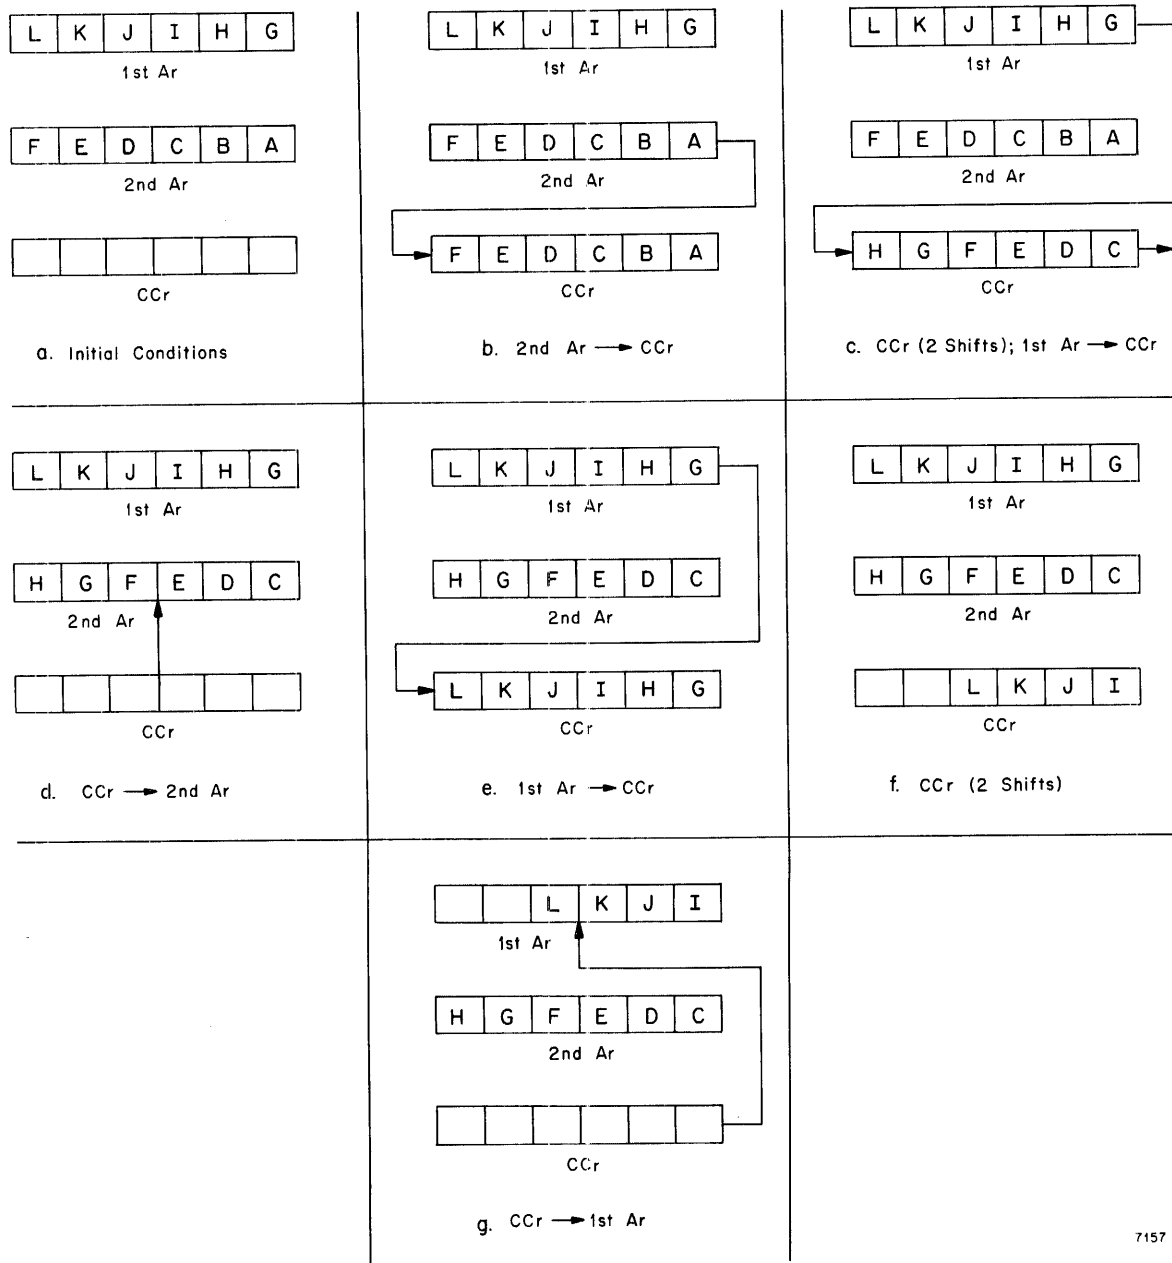 L K J I H G
1st Ar
F E D C B A
2nd Ar
CCr
a. Initial Conditions
L K J I H G
1st Ar
F E D C B A
2nd Ar
F E D C B A
CCr
b. 2nd Ar → CCr
L K J I H G
1st Ar
F E D C B A
2nd Ar
H G F E D C
CCr
c. CCr (2 Shifts); 1st Ar → CCr
L K J I H G
1st Ar
H G F E D C
2nd Ar
CCr
d. CCr → 2nd Ar
L K J I H G
1st Ar
H G F E D C
2nd Ar
L K J I H G
CCr
e. 1st Ar → CCr
L K J I H G
1st Ar
H G F E D C
2nd Ar
L K J I
CCr
f. CCr (2 Shifts)
L K J I
1st Ar
H G F E D C
2nd Ar
CCr
g. CCr → 1st Ar
7157